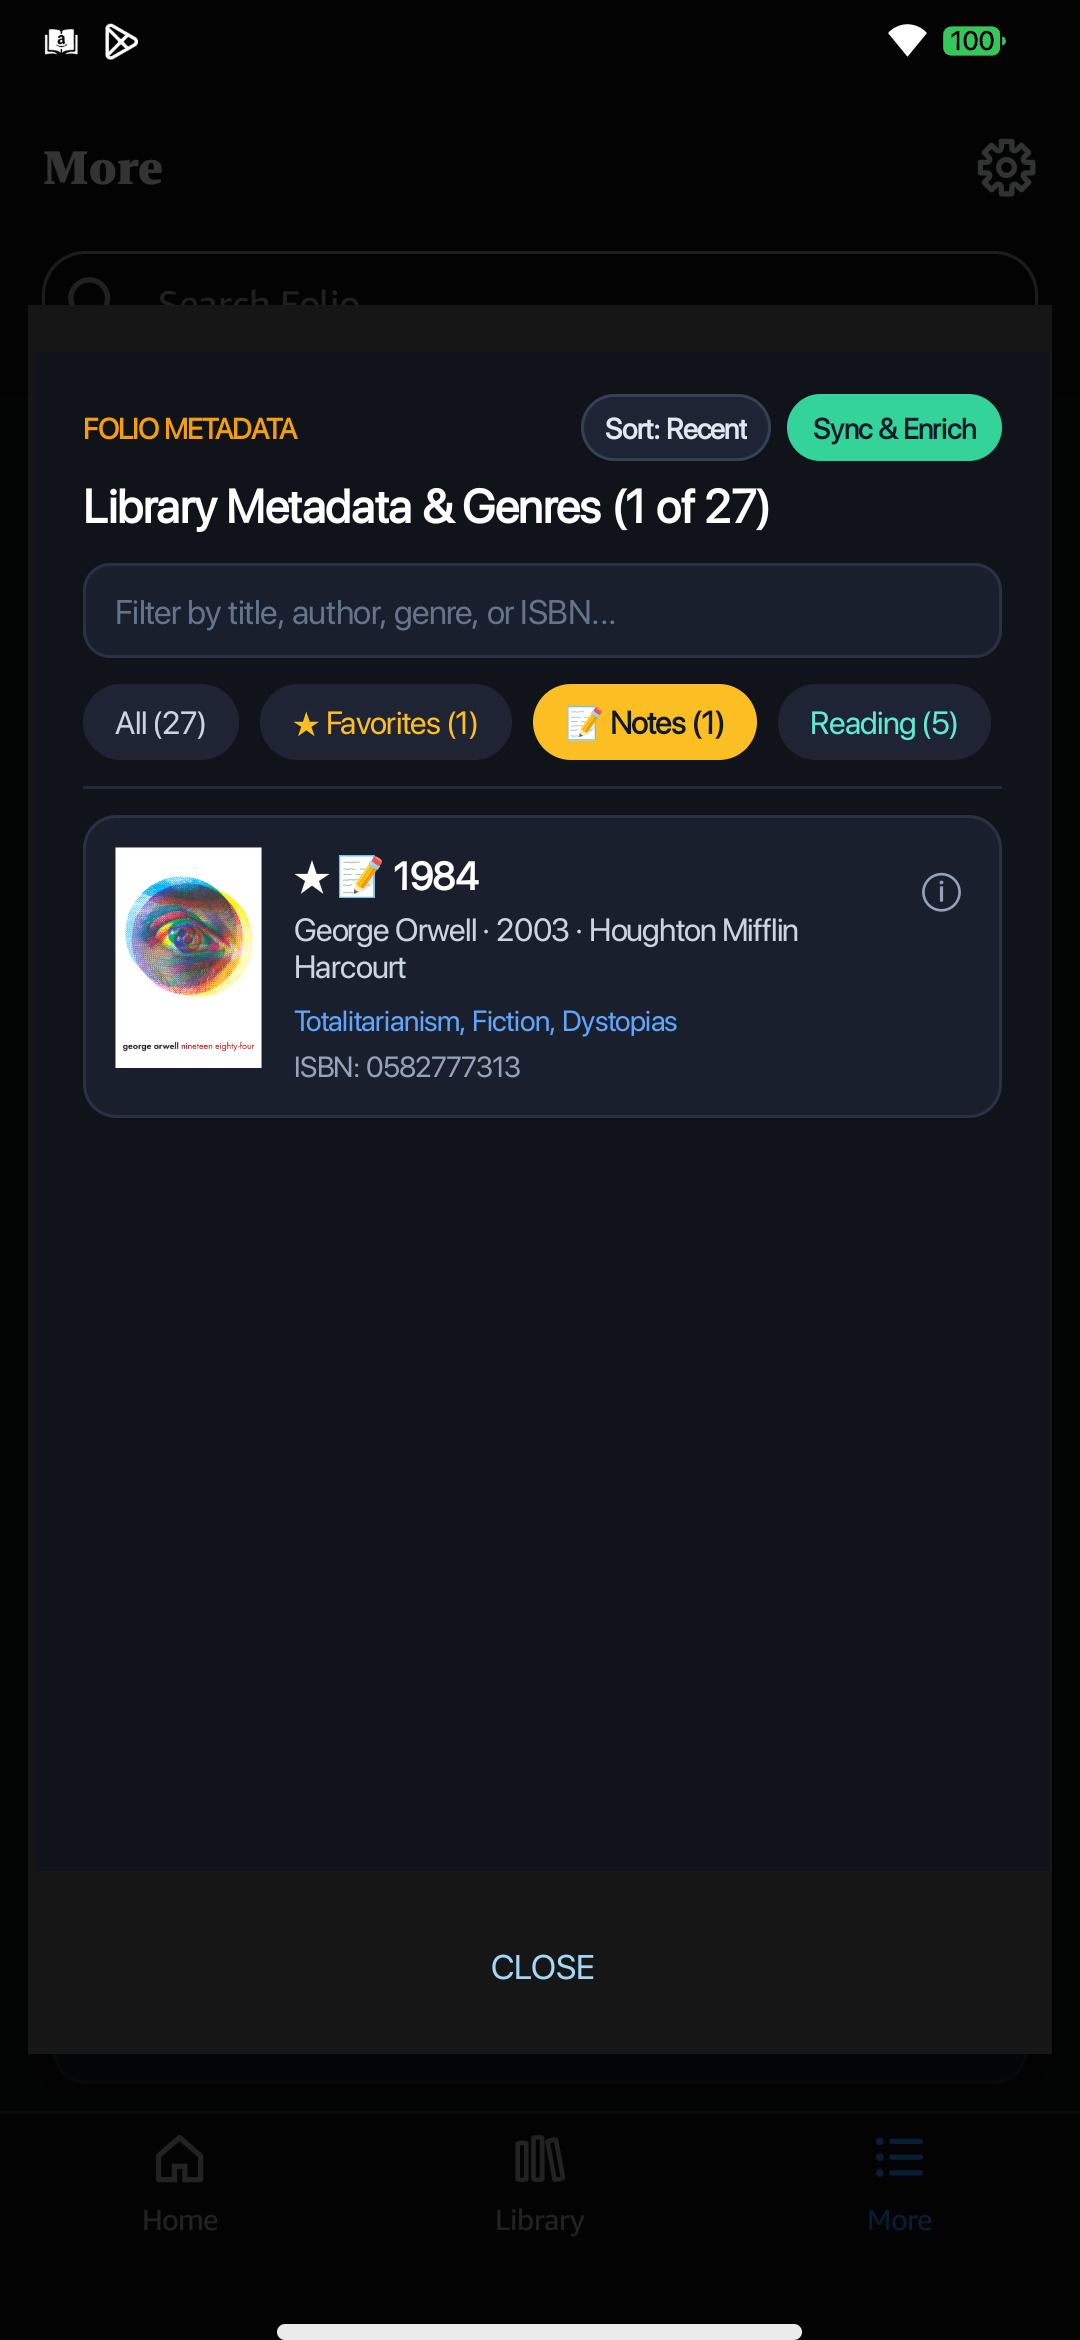 100
More
Search Folio
FOLIO METADATA
Sort: Recent
Sync & Enrich
Library Metadata & Genres (1 of 27)
Filter by title, author, genre, or ISBN...
All (27)
★ Favorites (1)
📝 Notes (1)
Reading (5)
★ 📝 1984
George Orwell · 2003 · Houghton Mifflin
Harcourt
Totalitarianism, Fiction, Dystopias
ISBN: 0582777313
george orwell nineteen eighty-four
CLOSE
Home
Library
More